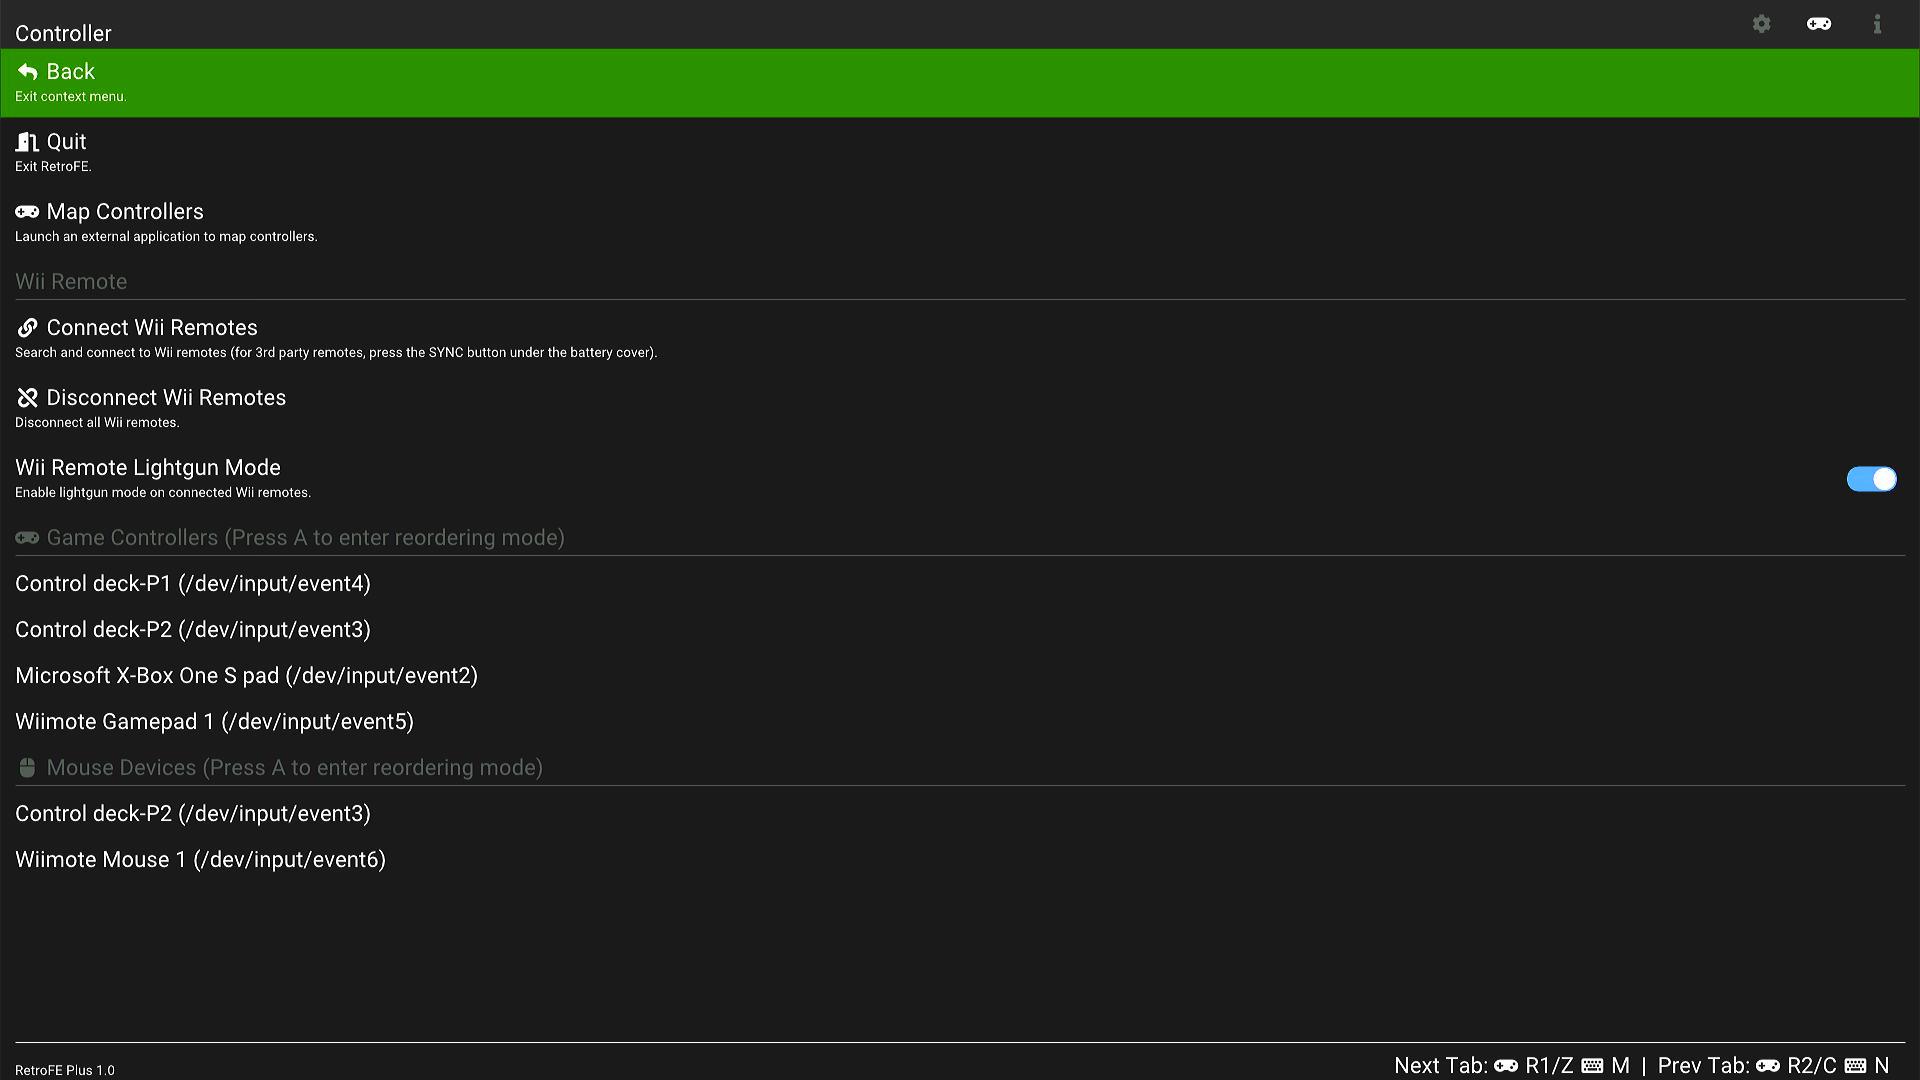 Controller
Back
Exit context menu.
Quit
Exit RetroFE.
Map Controllers
Launch an external application to map controllers.
Wii Remote
Connect Wii Remotes
Search and connect to Wii remotes (for 3rd party remotes, press the SYNC button under the battery cover).
Disconnect Wii Remotes
Disconnect all Wii remotes.
Wii Remote Lightgun Mode
Enable lightgun mode on connected Wii remotes.
Game Controllers (Press A to enter reordering mode)
Control deck-P1 (/dev/input/event4)
Control deck-P2 (/dev/input/event3)
Microsoft X-Box One S pad (/dev/input/event2)
Wiimote Gamepad 1 (/dev/input/event5)
Mouse Devices (Press A to enter reordering mode)
Control deck-P2 (/dev/input/event3)
Wiimote Mouse 1 (/dev/input/event6)
RetroFE Plus 1.0
Next Tab: R1/Z M | Prev Tab: R2/C N